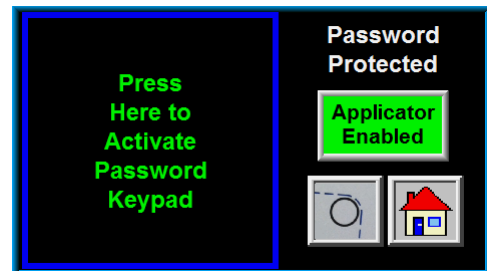 Press
Here to
Activate
Password
Keypad
Password
Protected
Applicator
Enabled